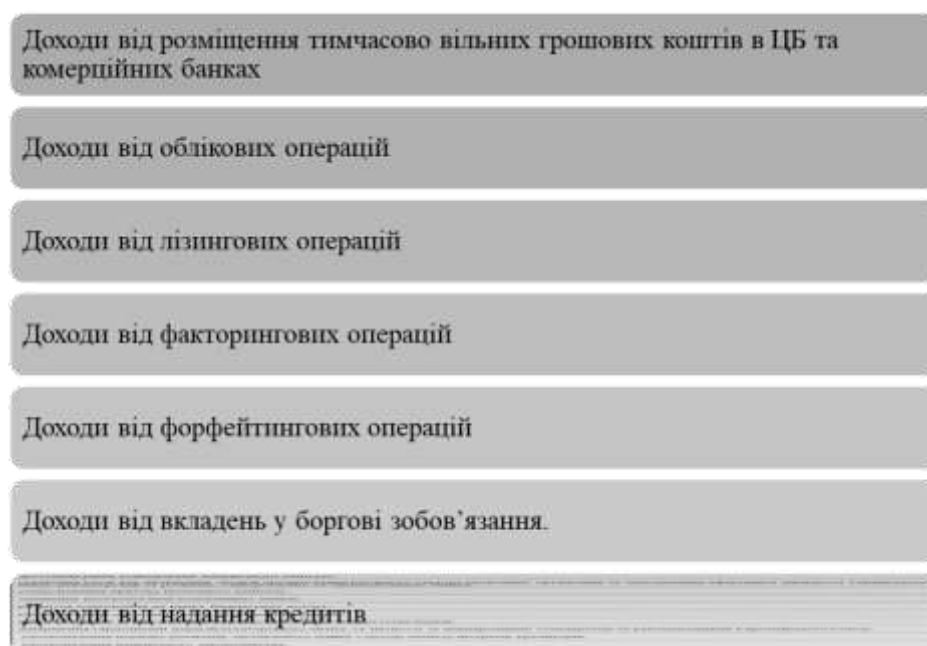 Доходи від розміщення тимчасово вільних грошових коштів в ЦБ та
комерційних банках
Доходи від облікових операцій
Доходи від лізингових операцій
Доходи від факторингових операцій
Доходи від форфейтингових операцій
Доходи від вкладень у боргові зобов’язання.
Доходи від надання кредитів